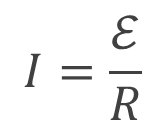 I = ℰ / R